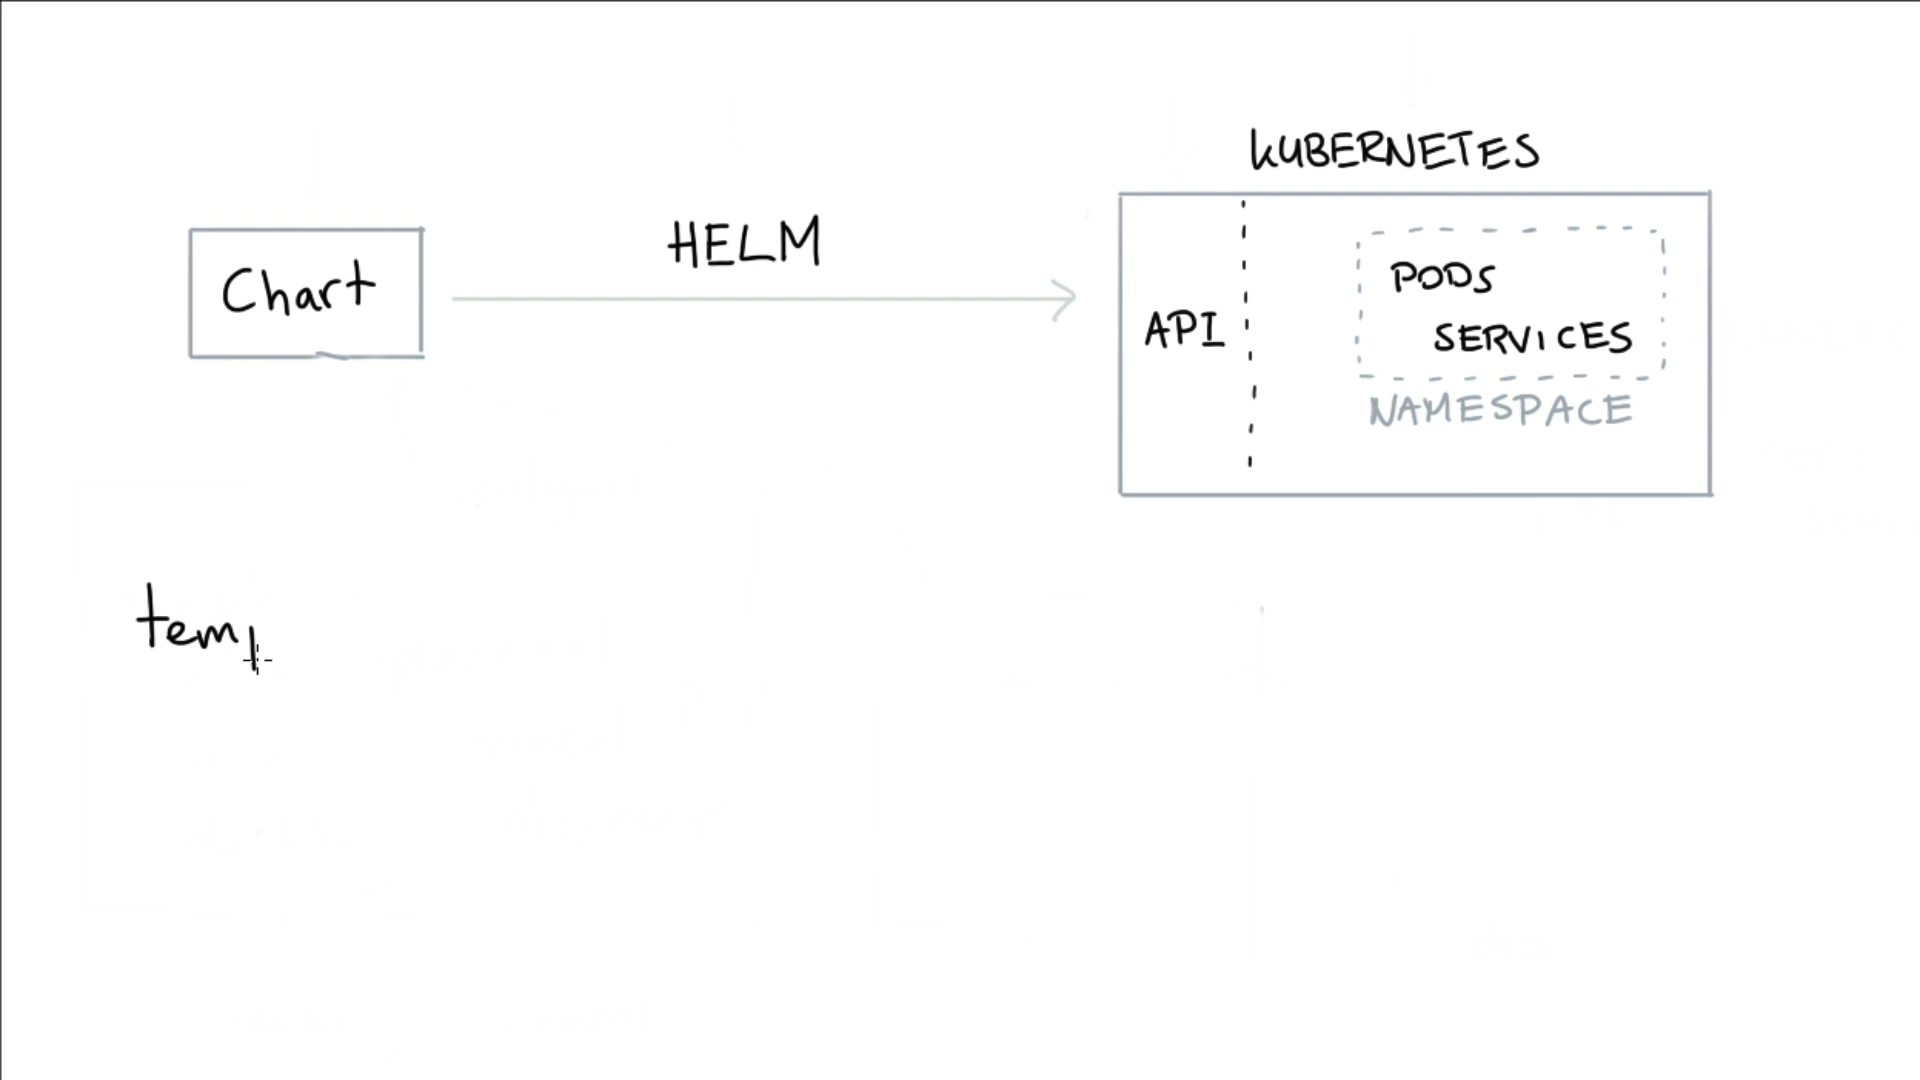 KUBERNETES
HELM
Chart
PODS
API
SERVICES
NAMESPACE
tem